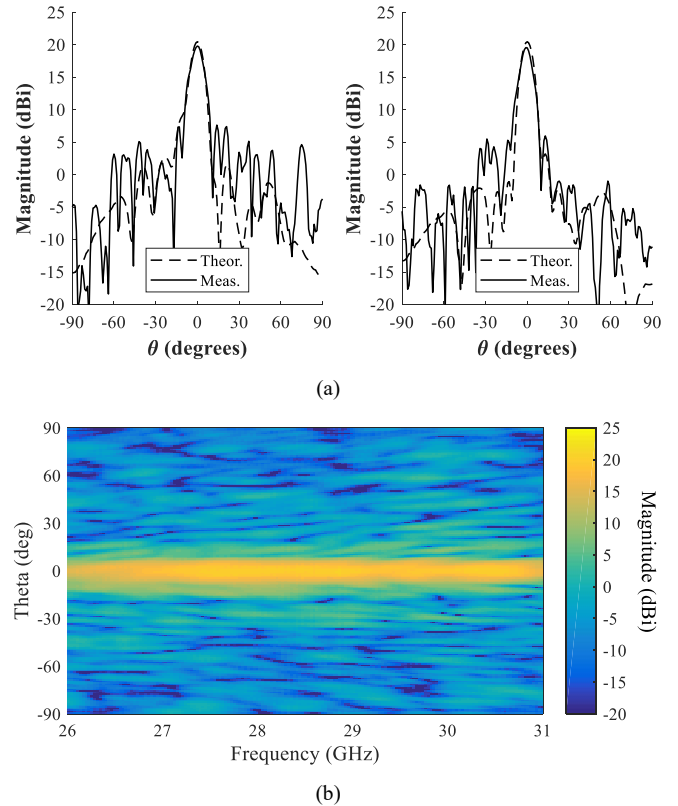 25
20
15
10
5
0
-5
-10
-15
-20
Magnitude (dBi)
Theor.
Meas.
-90 -60 -30 0 30 60 90
θ (degrees)
25
20
15
10
5
0
-5
-10
-15
-20
Magnitude (dBi)
Theor.
Meas.
-90 -60 -30 0 30 60 90
θ (degrees)
(a)
90
60
30
0
-30
-60
-90
Theta (deg)
26 27 28 29 30 31
Frequency (GHz)
25
20
15
10
5
0
-5
-10
-15
-20
Magnitude (dBi)
(b)